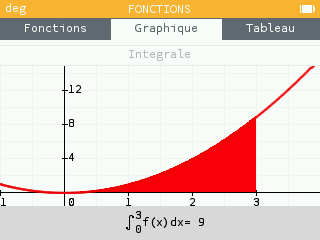 deg FONCTIONS
Fonctions Graphique Tableau
Integrale
12
8
4
1 0 1 2 3
∫₀³f(x)dx= 9